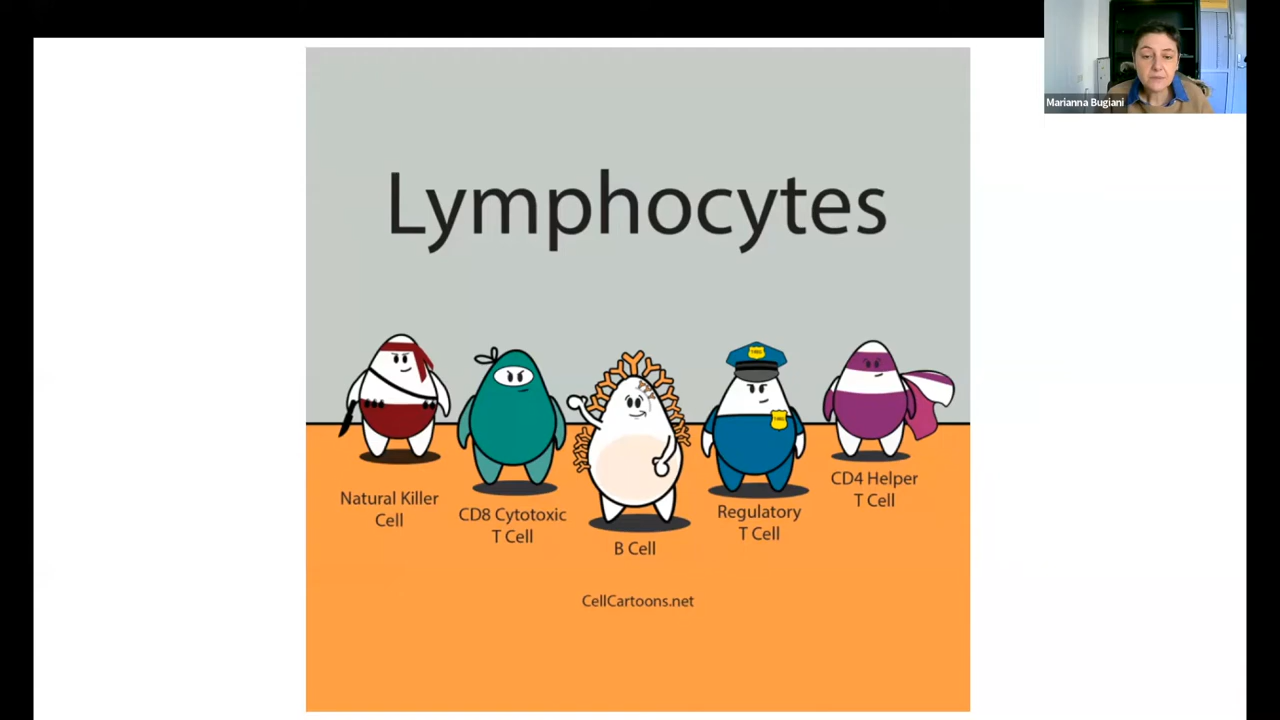 Marianna Bugiani
Lymphocytes
Natural Killer
Cell
CD8 Cytotoxic
T Cell
B Cell
Regulatory
T Cell
CD4 Helper
T Cell
CellCartoons.net